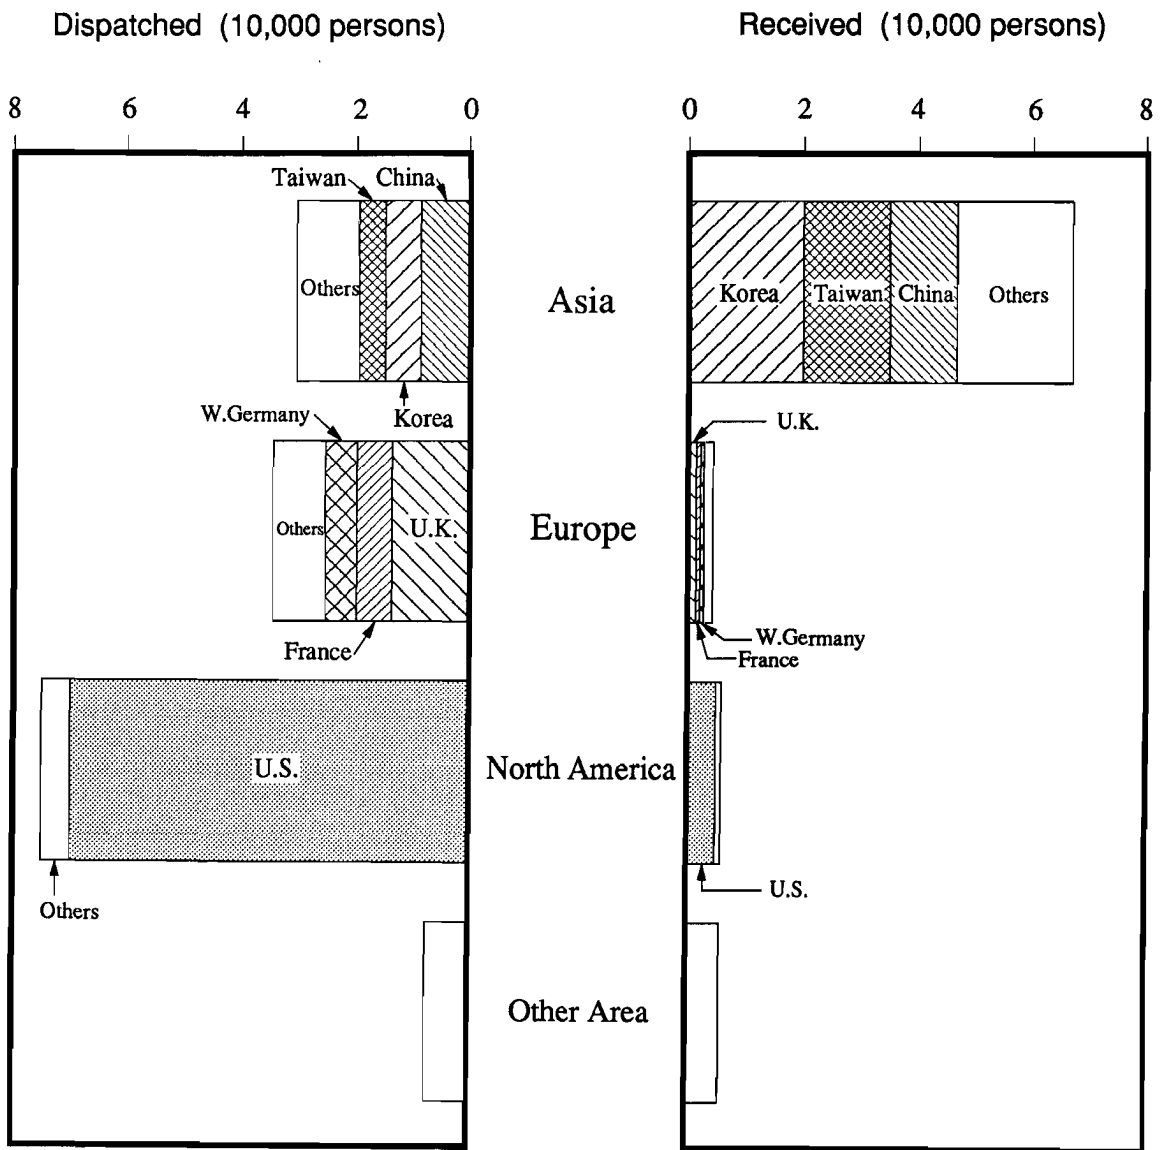 Dispatched (10,000 persons)
Received (10,000 persons)
8 6 4 2 0
0 2 4 6 8
Taiwan China
Others
Korea
Asia
Korea Taiwan China Others
W.Germany
Others U.K.
France
Europe
U.K.
W.Germany
France
U.S.
Others
North America
U.S.
Other Area